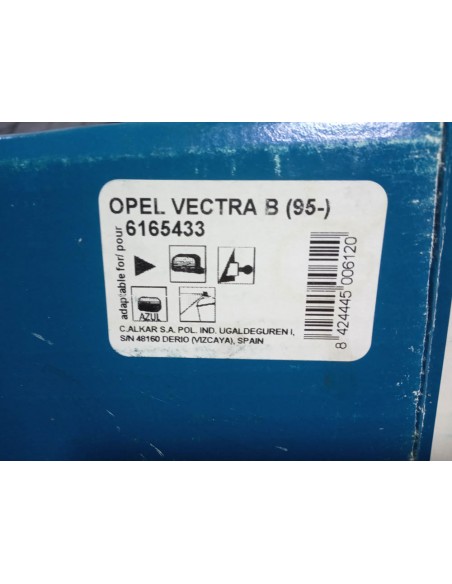 OPEL VECTRA B (95-)
adaptable for/ pour
6165433
AZUL
C.ALKAR S.A. POL. IND. UGALDEGUREN I,
S/N 48160 DERIO (VIZCAYA), SPAIN
8 424445 006120